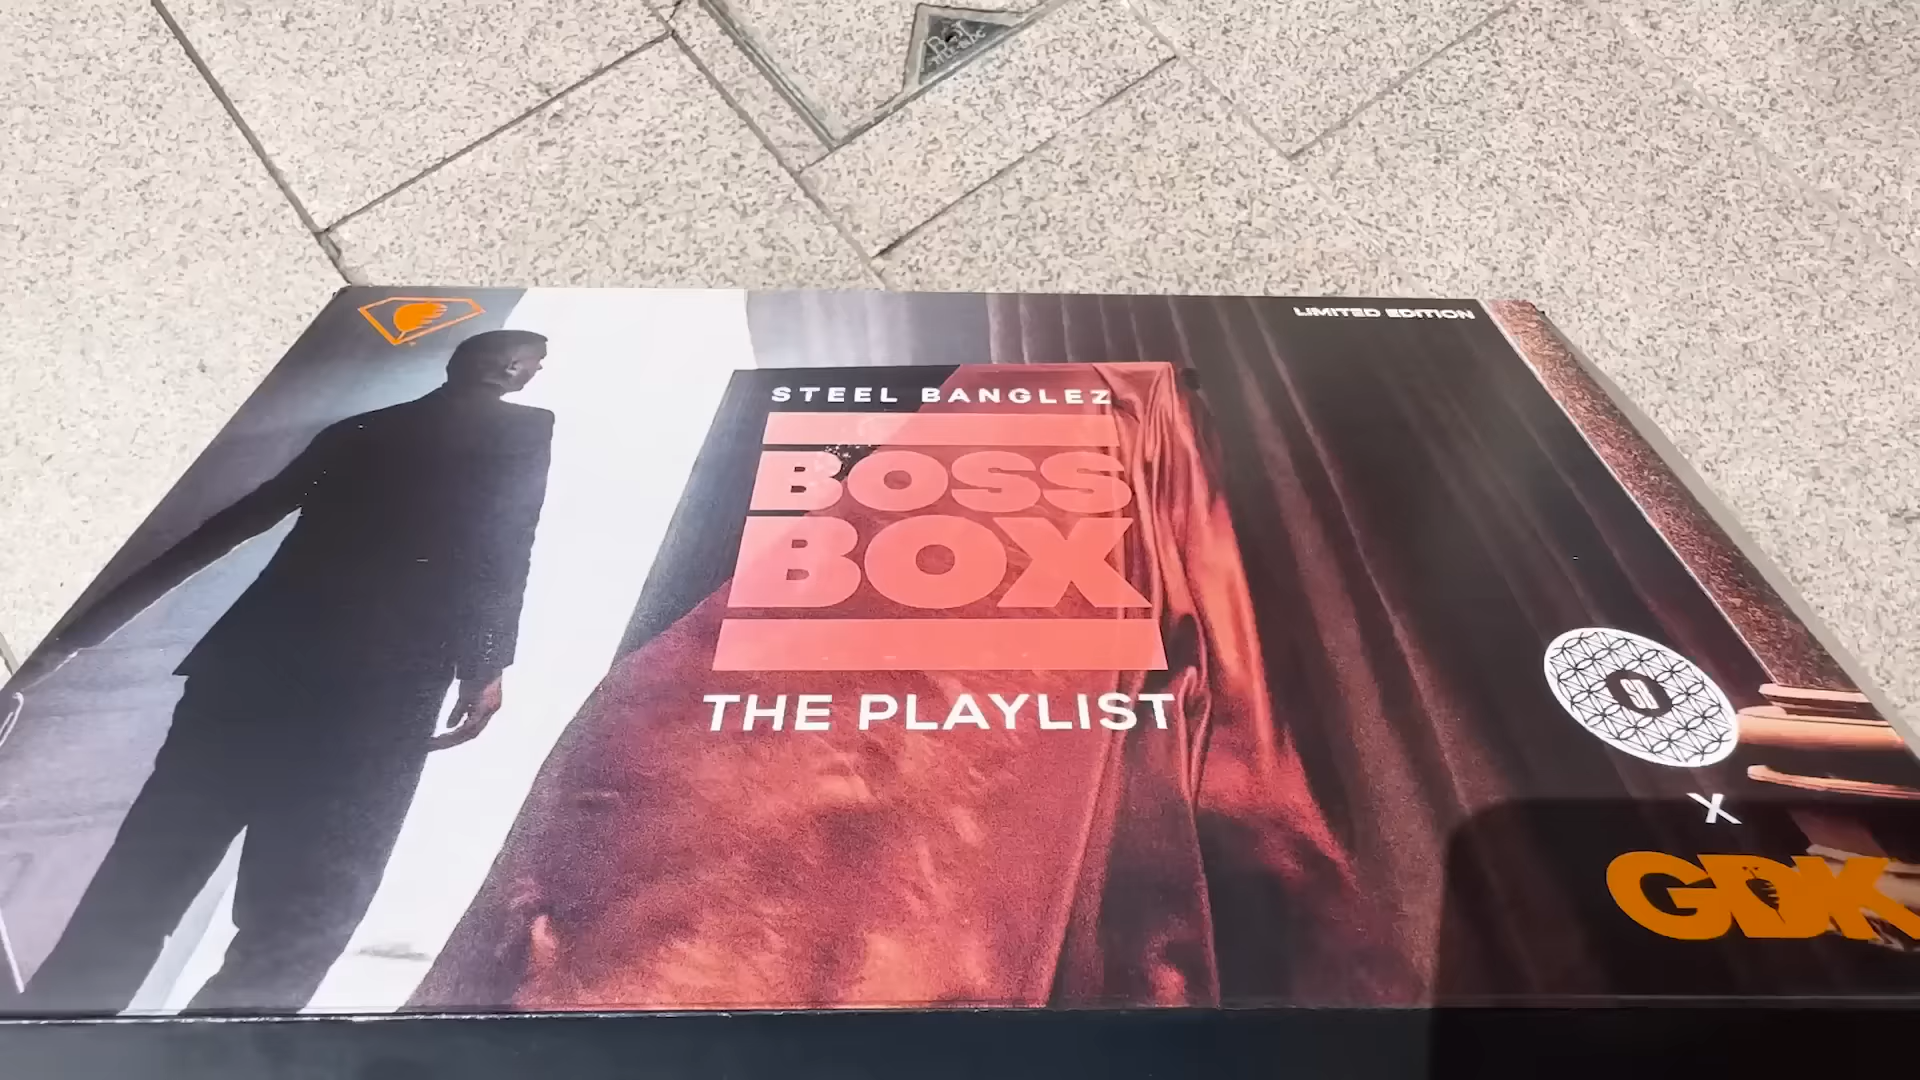 LIMITED EDITION
STEEL BANGLEZ
BOSS
BOX
THE PLAYLIST
X
GDK